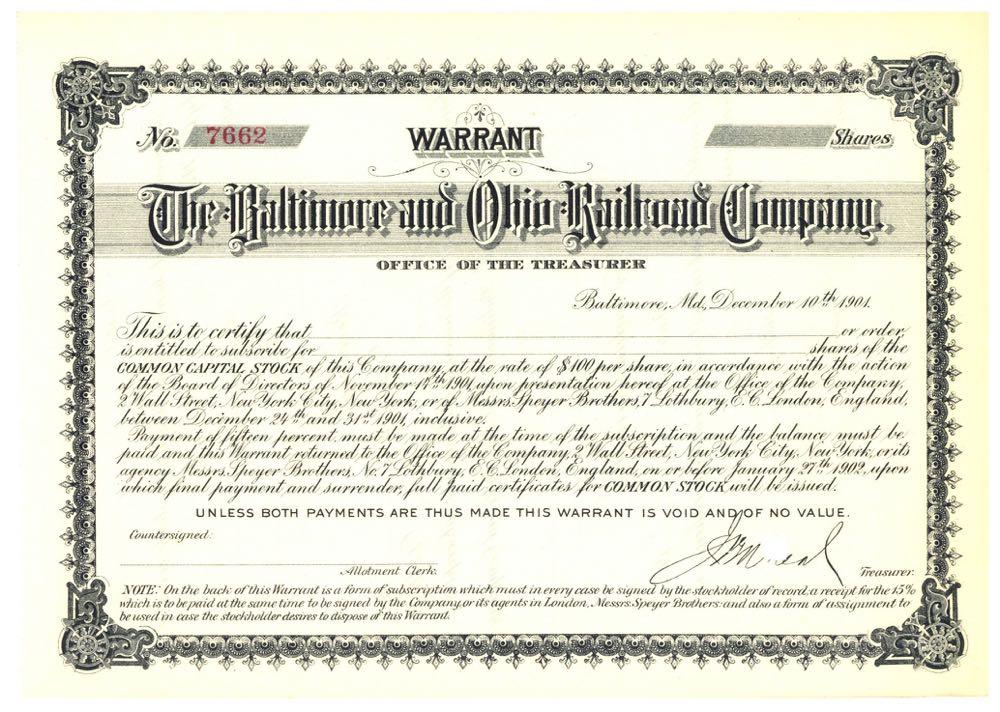 No. 7662
WARRANT
Shares
The Baltimore and Ohio Railroad Company.
OFFICE OF THE TREASURER
Baltimore, Md., December 10th 1901.
This is to certify that or order,
is entitled to subscribe for shares of the
COMMON CAPITAL STOCK of this Company, at the rate of $100 per share, in accordance with the action
of the Board of Directors of November 14th 1901, upon presentation hereof at the Office of the Company,
2 Wall Street, New York City, New York, or of Messrs. Speyer Brothers, 7 Lothbury, E.C. London, England,
between December 24th and 31st 1901, inclusive.
Payment of fifteen percent. must be made at the time of the subscription and the balance must be
paid and this Warrant returned to the Office of the Company, 2 Wall Street, New York City, New York, or its
agency Messrs. Speyer Brothers, No. 7 Lothbury, E.C. London, England, on or before January 27th 1902, upon
which final payment and surrender, full paid certificates for COMMON STOCK will be issued.
UNLESS BOTH PAYMENTS ARE THUS MADE THIS WARRANT IS VOID AND OF NO VALUE.
Countersigned:
Allotment Clerk.
Treasurer.
NOTE: On the back of this Warrant is a form of subscription which must in every case be signed by the stockholder of record: a receipt for the 15%
which is to be paid at the same time to be signed by the Company, or its agents in London, Messrs. Speyer Brothers: and also a form of assignment to
be used in case the stockholder desires to dispose of this Warrant.